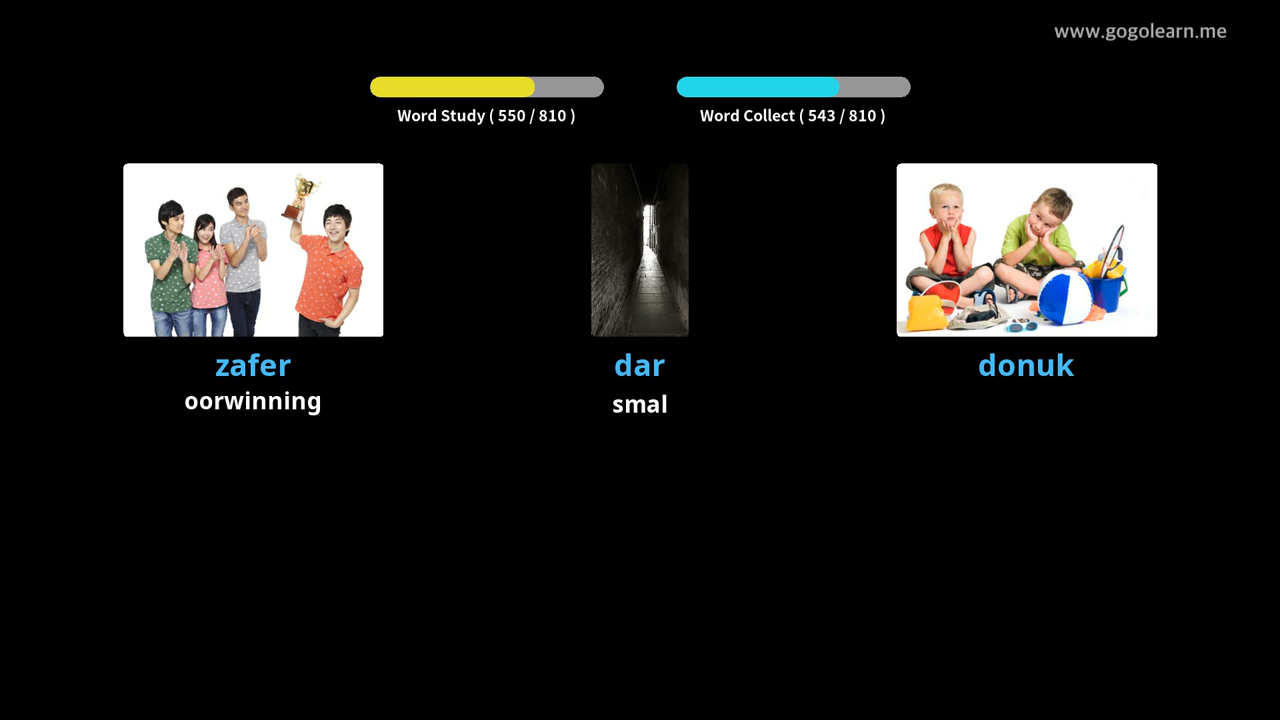 www.gogolearn.me
Word Study ( 550 / 810 )
Word Collect ( 543 / 810 )
zafer
oorwinning
dar
smal
donuk